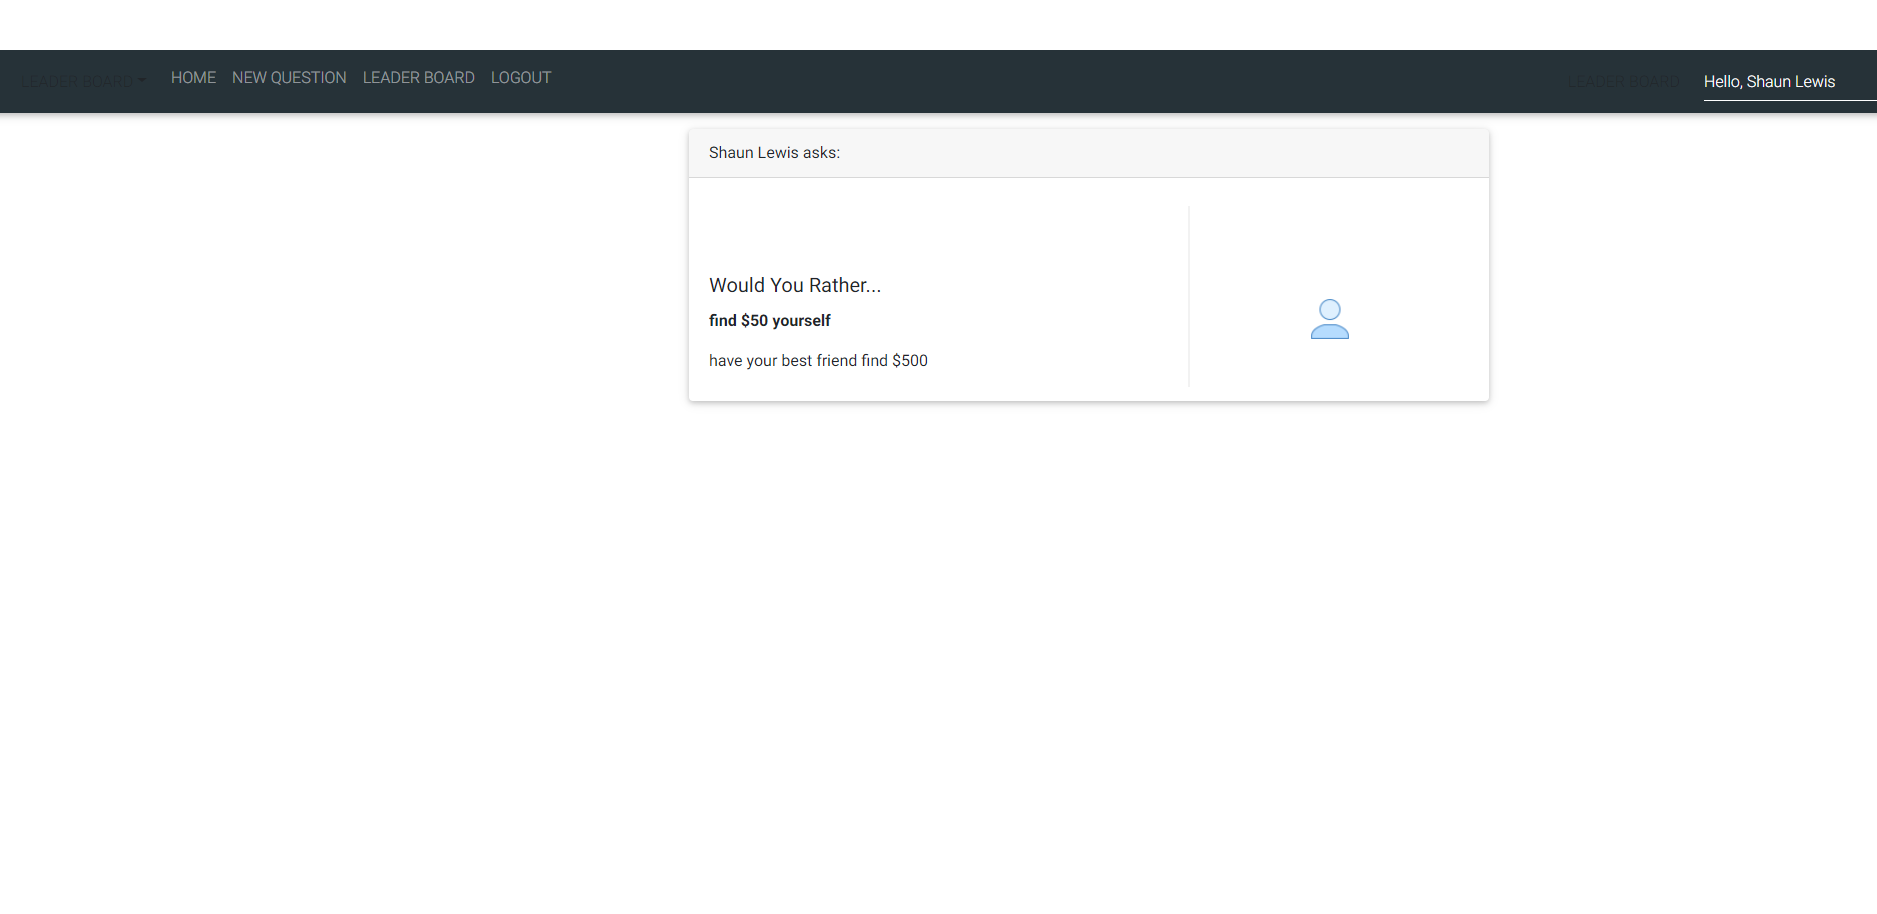 LEADER BOARD HOME NEW QUESTION LEADER BOARD LOGOUT LEADER BOARD Hello, Shaun Lewis
Shaun Lewis asks:
Would You Rather...
find $50 yourself
have your best friend find $500